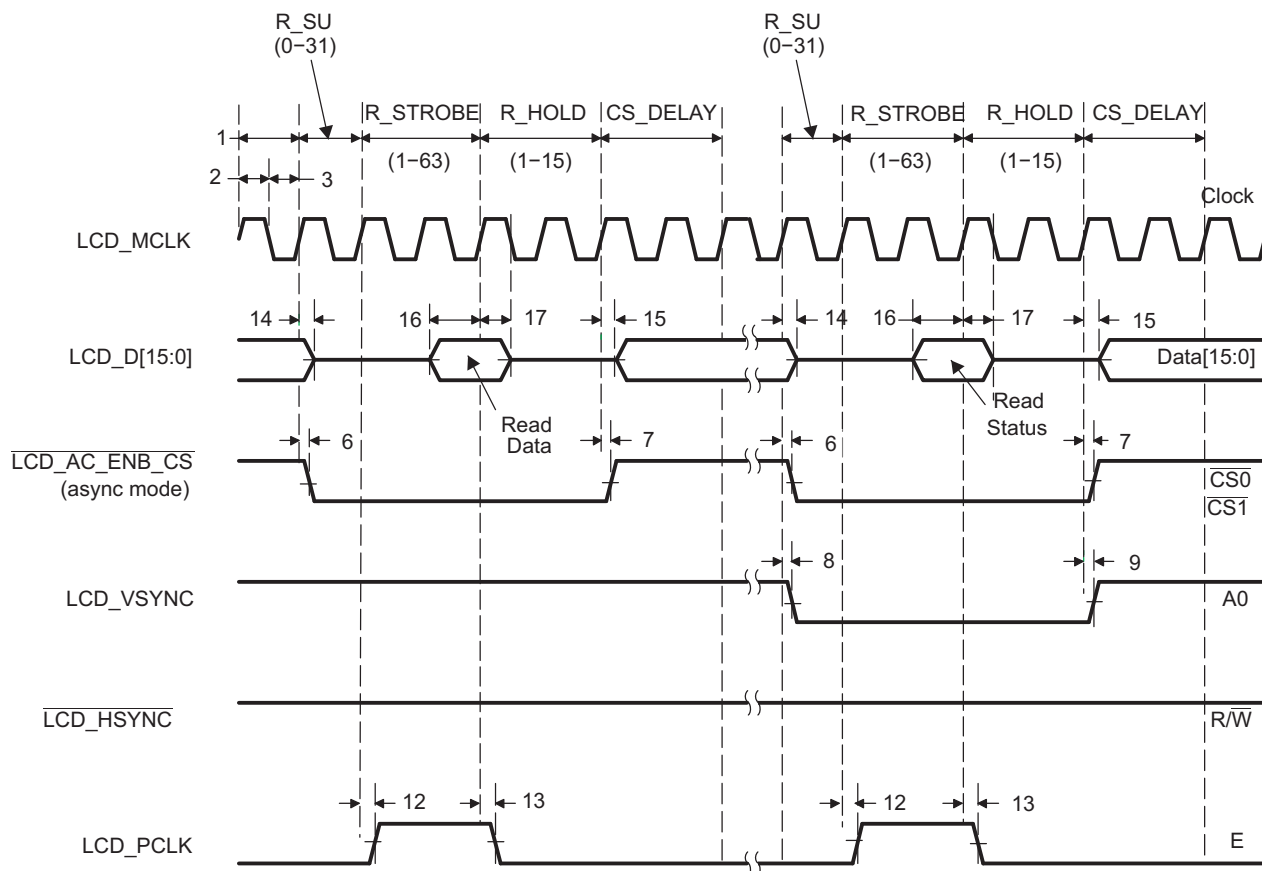 R_SU
(0−31)
R_SU
(0−31)
R_STROBE
R_HOLD
CS_DELAY
R_STROBE
R_HOLD
CS_DELAY
1
(1−63)
(1−15)
(1−63)
(1−15)
2
3
Clock
LCD_MCLK
14
16
17
15
14
16
17
15
LCD_D[15:0]
Data[15:0]
Read
Data
Read
Status
6
7
6
7
LCD_AC_ENB_CS
(async mode)
CS0
CS1
8
9
LCD_VSYNC
A0
LCD_HSYNC
R/W
12
13
12
13
LCD_PCLK
E